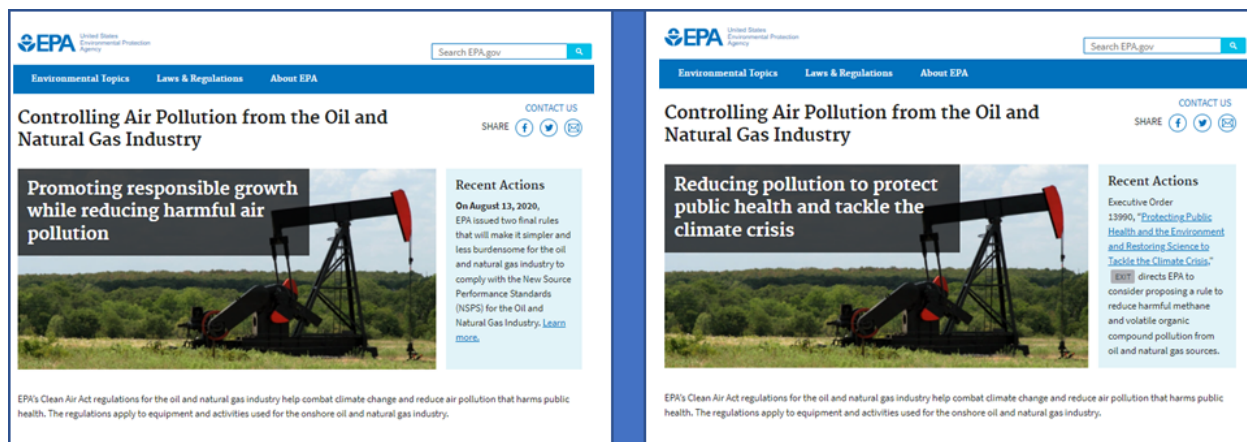 EPA United States
Environmental Protection
Agency
Search EPA.gov
Environmental Topics Laws & Regulations About EPA
Controlling Air Pollution from the Oil and
Natural Gas Industry
CONTACT US
SHARE
Promoting responsible growth
while reducing harmful air
pollution
Recent Actions
On August 13, 2020,
EPA issued two final rules
that will make it simpler and
less burdensome for the oil
and natural gas industry to
comply with the New Source
Performance Standards
(NSPS) for the Oil and
Natural Gas Industry. Learn
more.
EPA's Clean Air Act regulations for the oil and natural gas industry help combat climate change and reduce air pollution that harms public
health. The regulations apply to equipment and activities used for the onshore oil and natural gas industry.
EPA United States
Environmental Protection
Agency
Search EPA.gov
Environmental Topics Laws & Regulations About EPA
Controlling Air Pollution from the Oil and
Natural Gas Industry
CONTACT US
SHARE
Reducing pollution to protect
public health and tackle the
climate crisis
Recent Actions
Executive Order
13990, "Protecting Public
Health and the Environment
and Restoring Science to
Tackle the Climate Crisis,"
EXIT directs EPA to
consider proposing a rule to
reduce harmful methane
and volatile organic
compound pollution from
oil and natural gas sources.
EPA's Clean Air Act regulations for the oil and natural gas industry help combat climate change and reduce air pollution that harms public
health. The regulations apply to equipment and activities used for the onshore oil and natural gas industry.